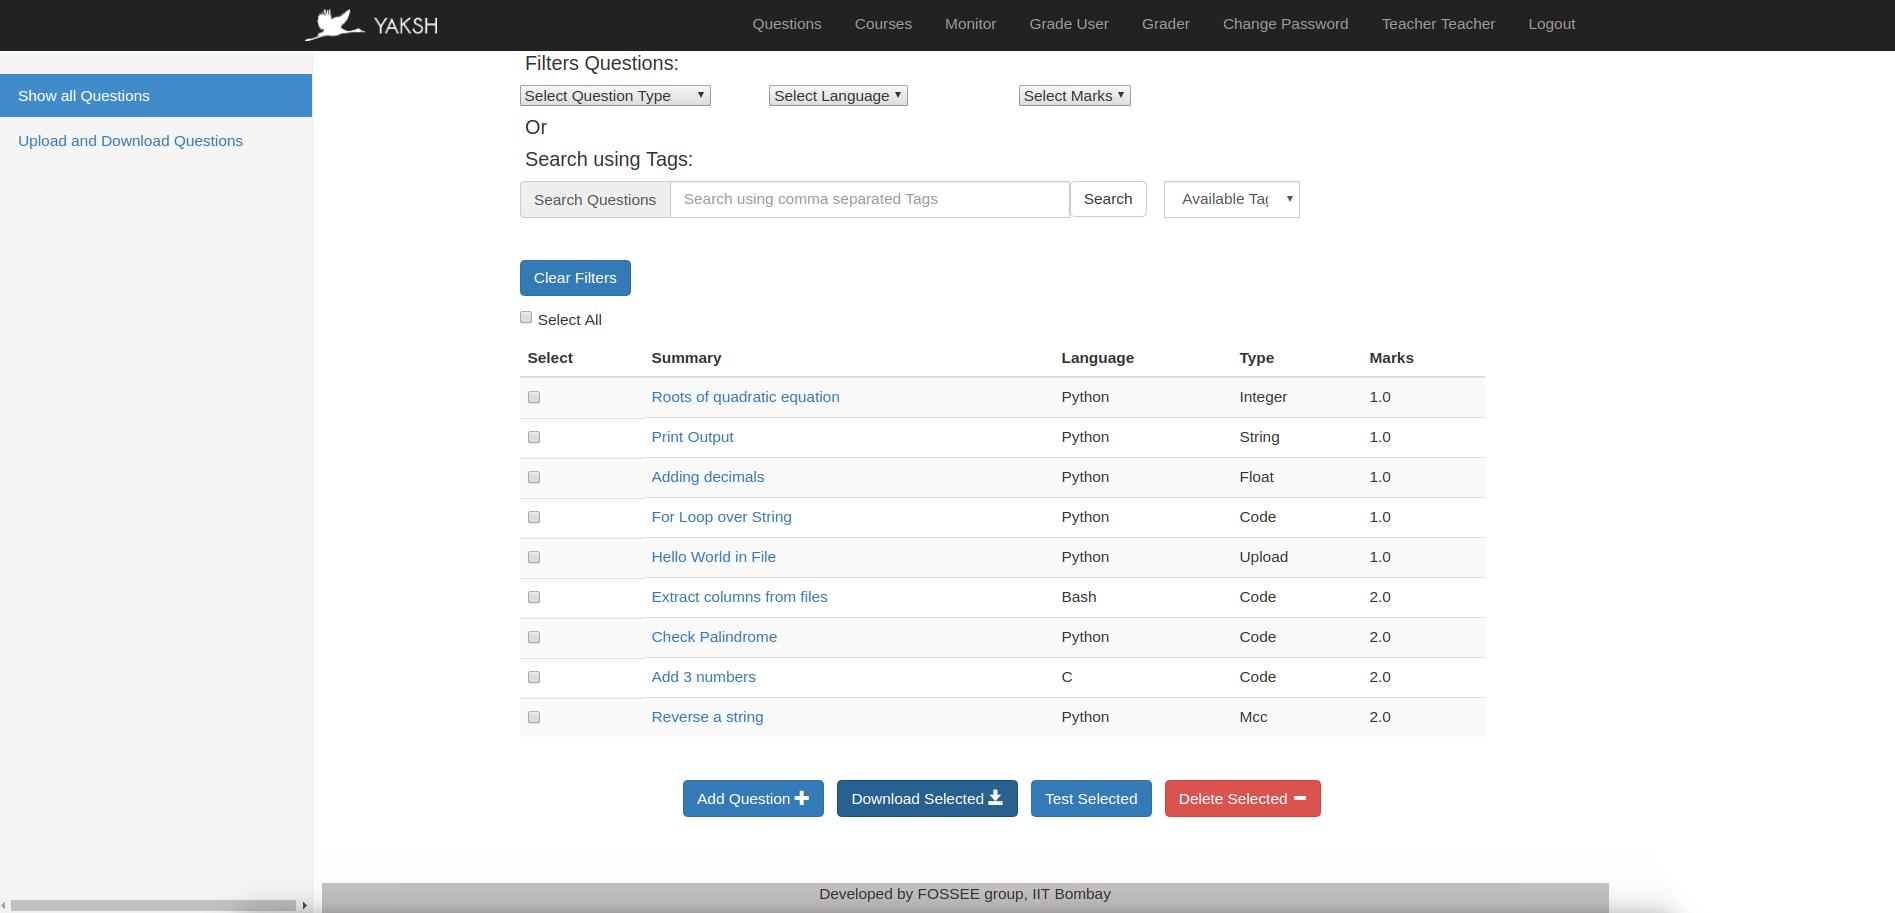 YAKSH Questions Courses Monitor Grade User Grader Change Password Teacher Teacher Logout
Show all Questions
Upload and Download Questions
Filters Questions:
Select Question Type Select Language Select Marks
Or
Search using Tags:
Search Questions Search using comma separated Tags Search Available Tag
Clear Filters
Select All
Select Summary Language Type Marks
Roots of quadratic equation Python Integer 1.0
Print Output Python String 1.0
Adding decimals Python Float 1.0
For Loop over String Python Code 1.0
Hello World in File Python Upload 1.0
Extract columns from files Bash Code 2.0
Check Palindrome Python Code 2.0
Add 3 numbers C Code 2.0
Reverse a string Python Mcc 2.0
Add Question Download Selected Test Selected Delete Selected
Developed by FOSSEE group, IIT Bombay